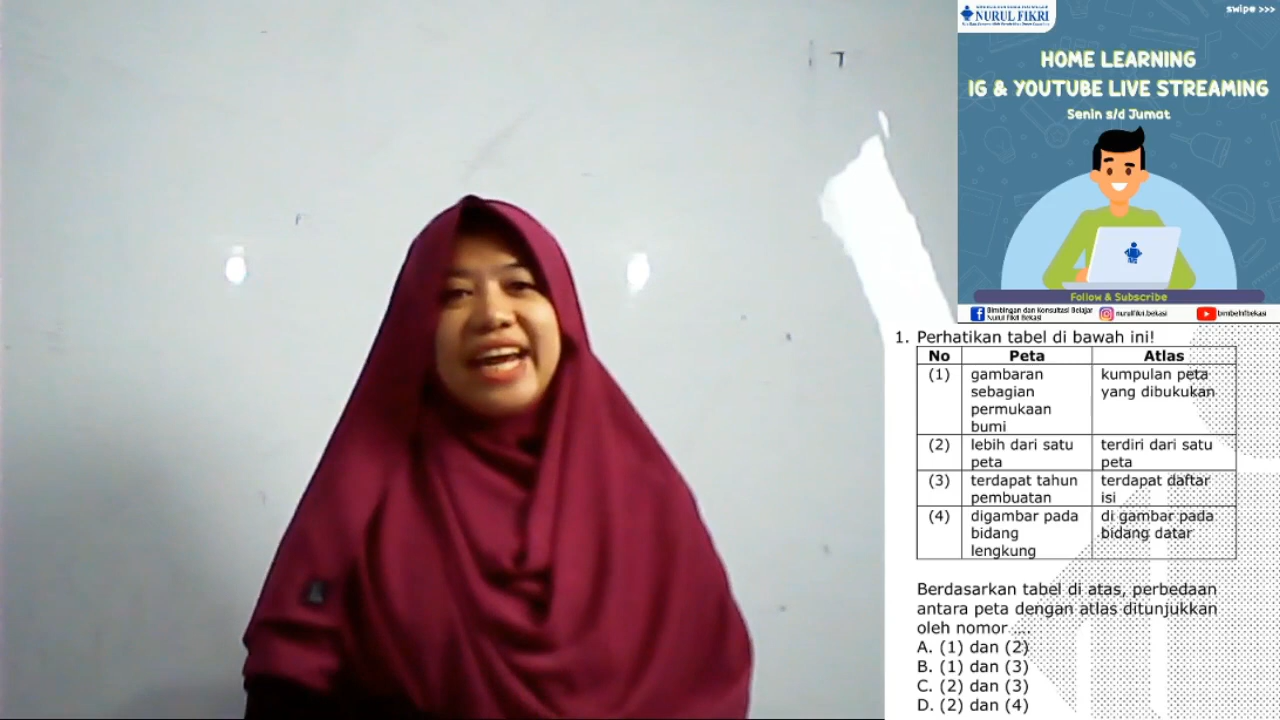 NURUL FIKRI
swipe >>>
HOME LEARNING
IG & YOUTUBE LIVE STREAMING
Senin s/d Jumat
Follow & Subscribe
Bimbingan dan Konsultasi Belajar
Nurul Fikri Bekasi
nurulfikri.bekasi
bimbelnfbekasi
1. Perhatikan tabel di bawah ini!
No Peta Atlas
(1) gambaran kumpulan peta
sebagian yang dibukukan
permukaan
bumi
(2) lebih dari satu terdiri dari satu
peta peta
(3) terdapat tahun terdapat daftar
pembuatan isi
(4) digambar pada di gambar pada
bidang bidang datar
lengkung
Berdasarkan tabel di atas, perbedaan
antara peta dengan atlas ditunjukkan
oleh nomor ....
A. (1) dan (2)
B. (1) dan (3)
C. (2) dan (3)
D. (2) dan (4)